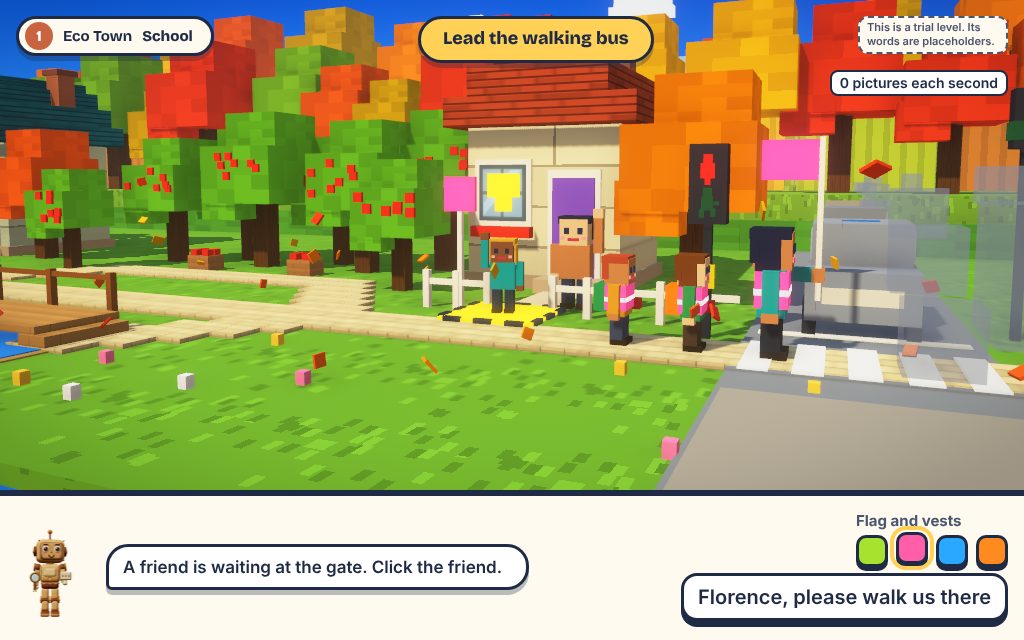 1 Eco Town School
Lead the walking bus
This is a trial level. Its
words are placeholders.
0 pictures each second
A friend is waiting at the gate. Click the friend.
Flag and vests
Florence, please walk us there